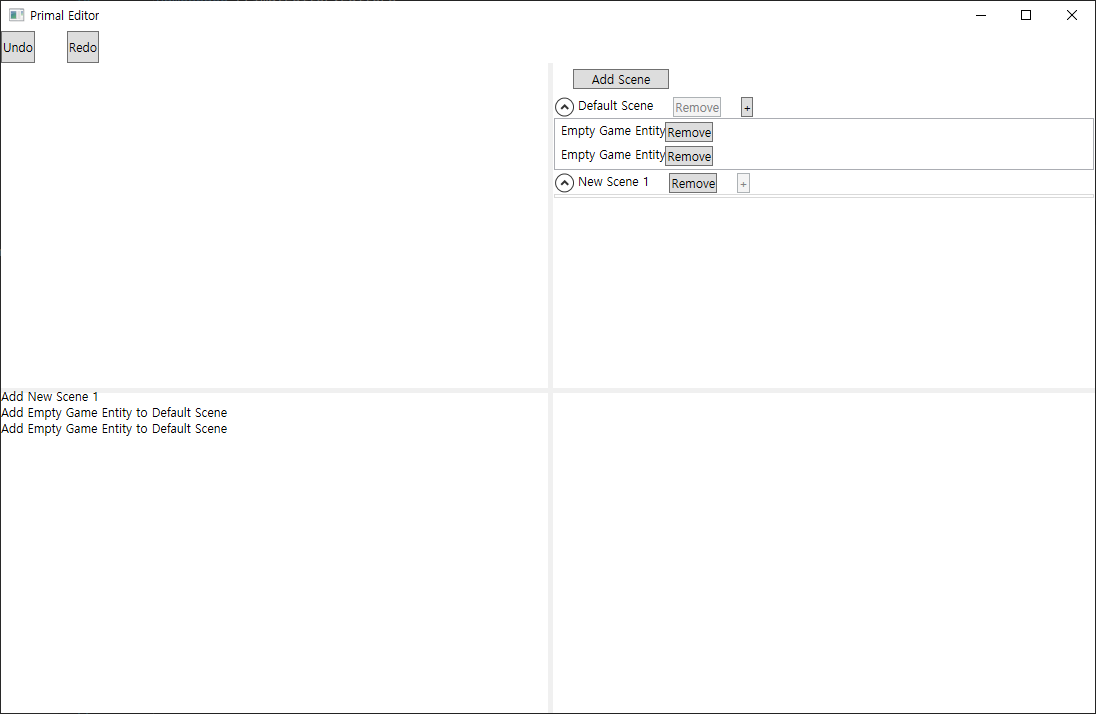 Primal Editor
Undo Redo
Add Scene
Default Scene Remove +
Empty Game Entity Remove
Empty Game Entity Remove
New Scene 1 Remove +
Add New Scene 1
Add Empty Game Entity to Default Scene
Add Empty Game Entity to Default Scene